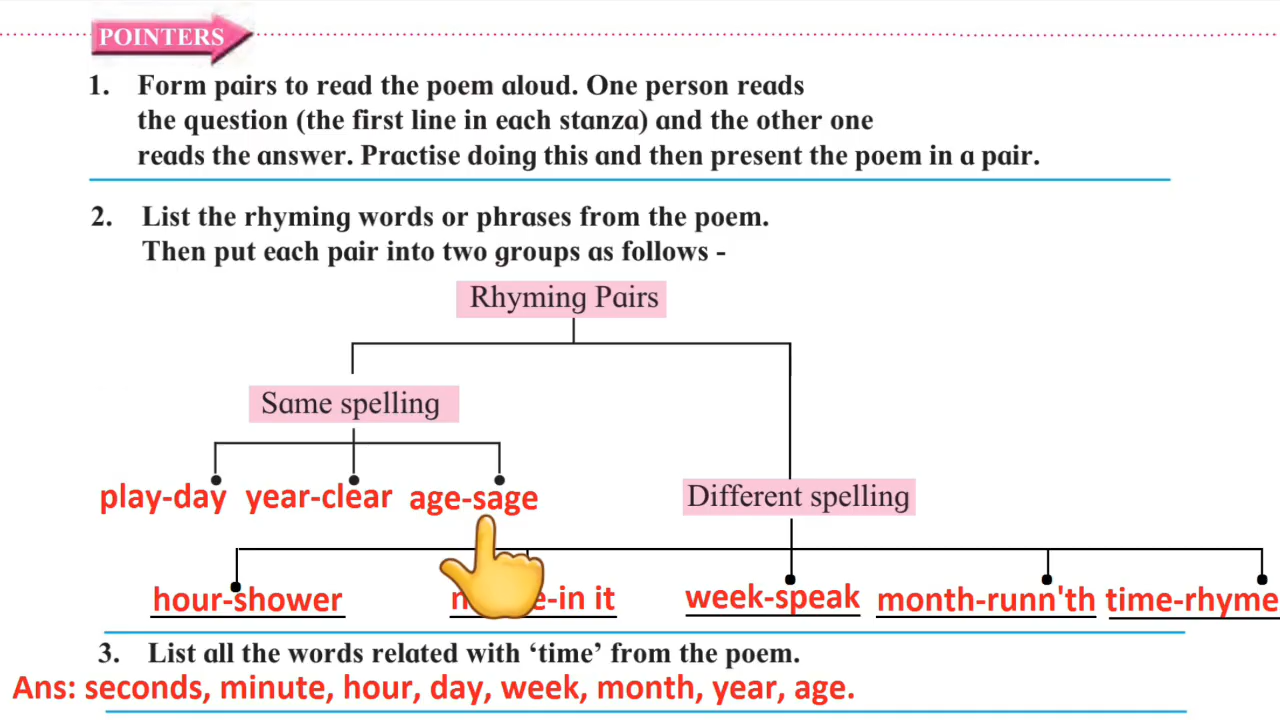 POINTERS
1. Form pairs to read the poem aloud. One person reads
the question (the first line in each stanza) and the other one
reads the answer. Practise doing this and then present the poem in a pair.
2. List the rhyming words or phrases from the poem.
Then put each pair into two groups as follows -
Rhyming Pairs
Same spelling
play-day year-clear age-sage
Different spelling
hour-shower -in it week-speak month-runn'th time-rhyme
3. List all the words related with ‘time’ from the poem.
Ans: seconds, minute, hour, day, week, month, year, age.